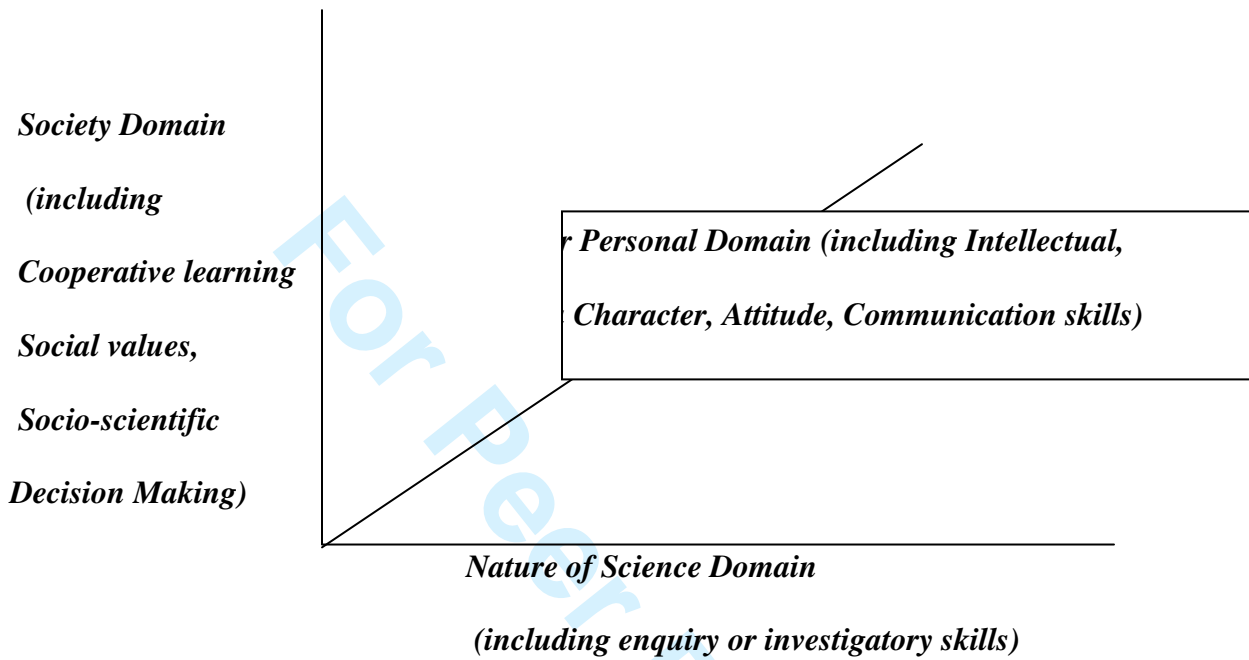 Society Domain
(including
Cooperative learning
Social values,
Socio-scientific
Decision Making)
Personal Domain (including Intellectual,
Character, Attitude, Communication skills)
Nature of Science Domain
(including enquiry or investigatory skills)
For Peer